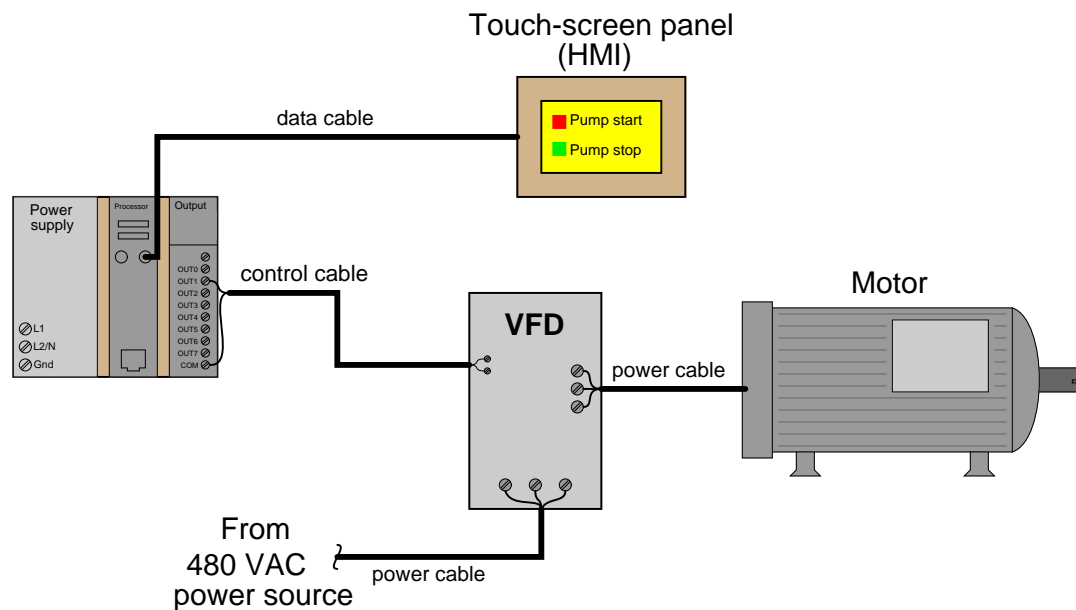 Touch-screen panel
(HMI)
Pump start
Pump stop
data cable
Power
supply
Processor
Output
L1
L2/N
Gnd
OUT0
OUT1
OUT2
OUT3
OUT4
OUT5
OUT6
OUT7
COM
control cable
VFD
power cable
Motor
From
480 VAC
power source
power cable